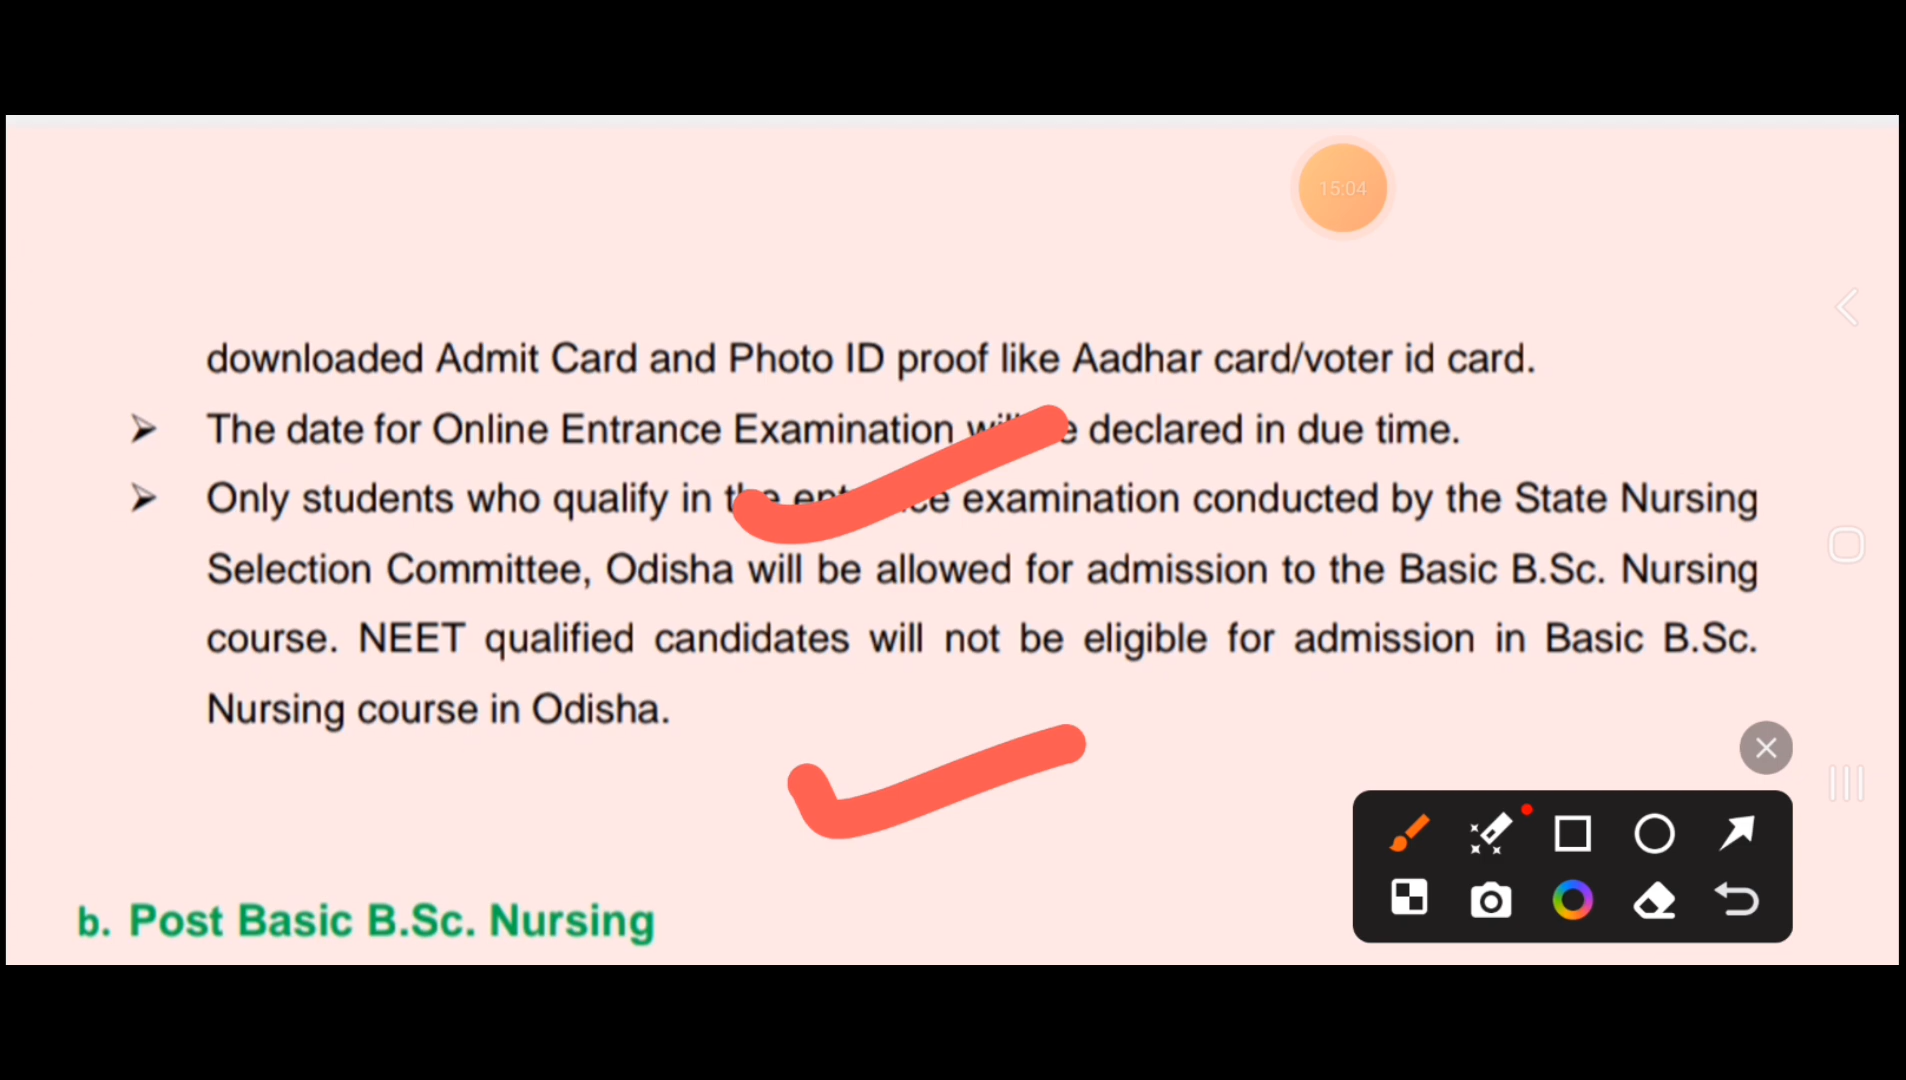 15:04
downloaded Admit Card and Photo ID proof like Aadhar card/voter id card.
➢ The date for Online Entrance Examination declared in due time.
➢ Only students who qualify in the entrance examination conducted by the State Nursing
Selection Committee, Odisha will be allowed for admission to the Basic B.Sc. Nursing
course. NEET qualified candidates will not be eligible for admission in Basic B.Sc.
Nursing course in Odisha.
b. Post Basic B.Sc. Nursing